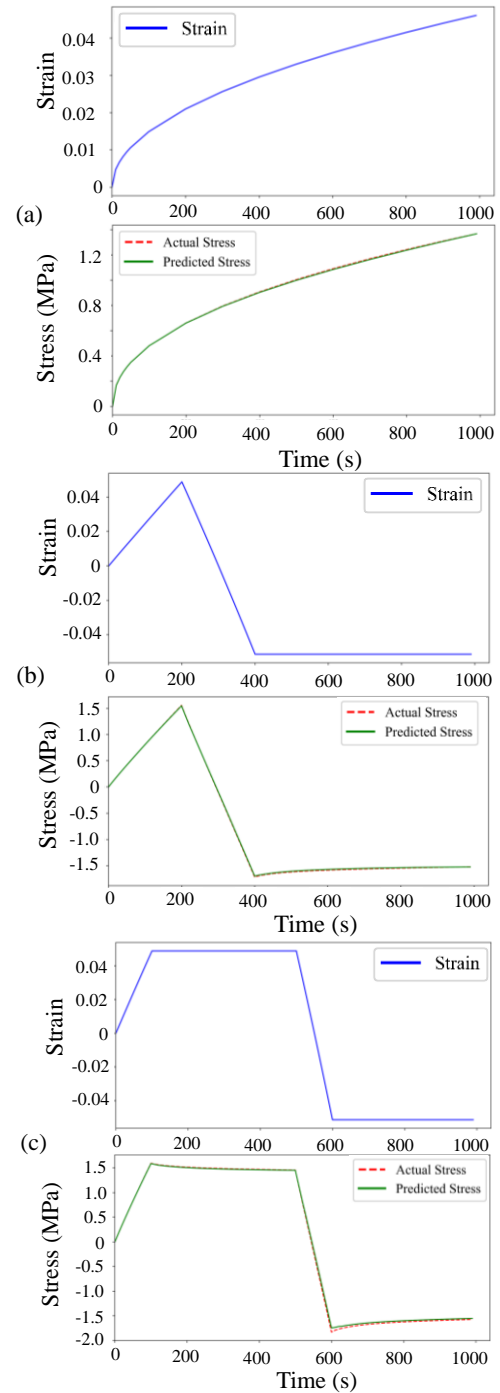 Strain
0.04
0.03
0.01
0
Strain
0 200 400 600 800 1000
(a)
Actual Stress
Predicted Stress
1.2
0.8
0.4
0
Stress (MPa)
0 200 400 600 800 1000
Time (s)
Strain
0.04
0.02
0
-0.02
-0.04
Strain
0 200 400 600 800 1000
(b)
Actual Stress
Predicted Stress
1.5
1.0
0.5
0
-0.5
-1.0
-1.5
Stress (MPa)
0 200 400 600 800 1000
Time (s)
Strain
0.04
0.02
0
-0.02
-0.04
Strain
0 200 400 600 800 1000
(c)
Actual Stress
Predicted Stress
1.5
1.0
0.5
0
-0.5
-1.0
-1.5
-2.0
Stress (MPa)
0 200 400 600 800 1000
Time (s)